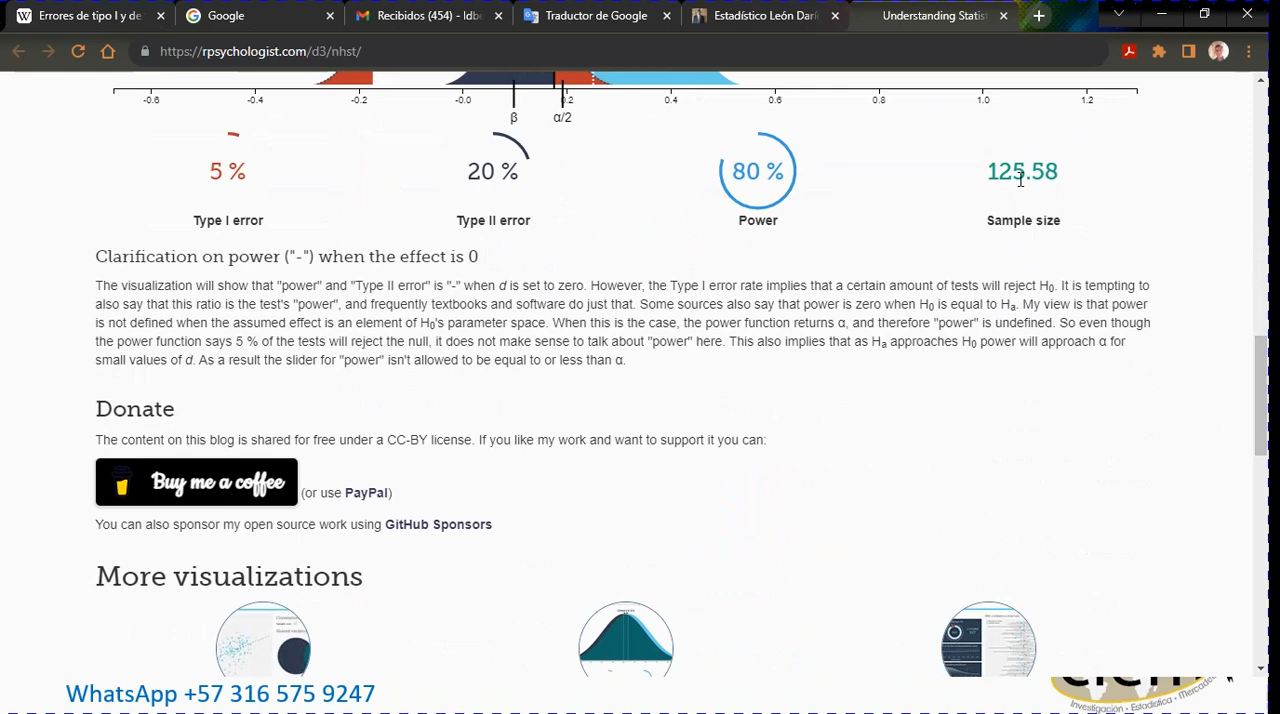 Errores de tipo I y de
Google
Recibidos (454) - ldbe
Traductor de Google
Estadístico León Darí
Understanding Statist
https://rpsychologist.com/d3/nhst/
-0.6 -0.4 -0.2 -0.0 0.2 0.4 0.6 0.8 1.0 1.2
β α/2
5 % 20 % 80 % 125.58
Type I error Type II error Power Sample size
Clarification on power ("-") when the effect is 0
The visualization will show that "power" and "Type II error" is "-" when d is set to zero. However, the Type I error rate implies that a certain amount of tests will reject H0. It is tempting to
also say that this ratio is the test's "power", and frequently textbooks and software do just that. Some sources also say that power is zero when H0 is equal to Ha. My view is that power
is not defined when the assumed effect is an element of H0's parameter space. When this is the case, the power function returns α, and therefore "power" is undefined. So even though
the power function says 5 % of the tests will reject the null, it does not make sense to talk about "power" here. This also implies that as Ha approaches H0 power will approach α for
small values of d. As a result the slider for "power" isn't allowed to be equal to or less than α.
Donate
The content on this blog is shared for free under a CC-BY license. If you like my work and want to support it you can:
Buy me a coffee (or use PayPal)
You can also sponsor my open source work using GitHub Sponsors
More visualizations
WhatsApp +57 316 575 9247
Investigación • Estadística • Mercadeo